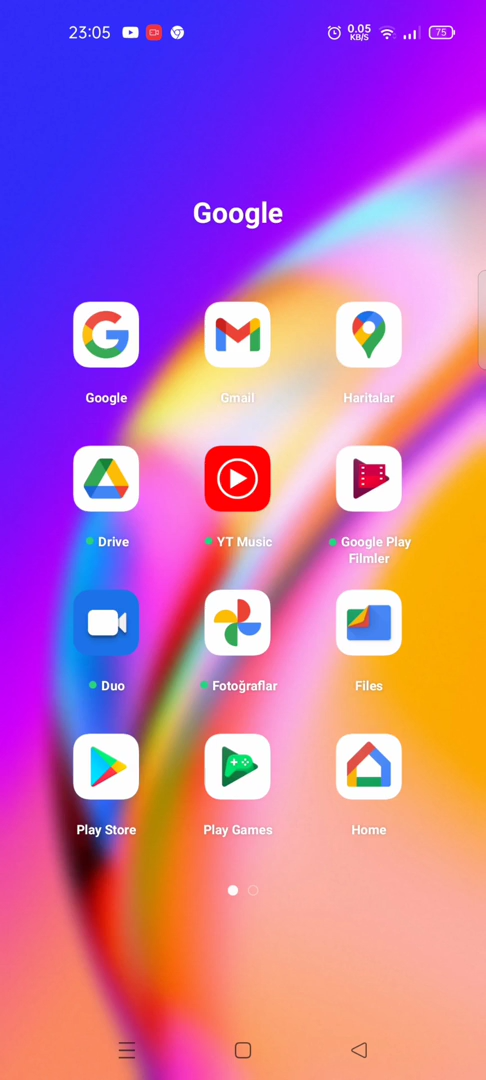 23:05 0.05 KB/S 75
Google
Google Gmail Haritalar
Drive YT Music Google Play
Filmler
Duo Fotoğraflar Files
Play Store Play Games Home